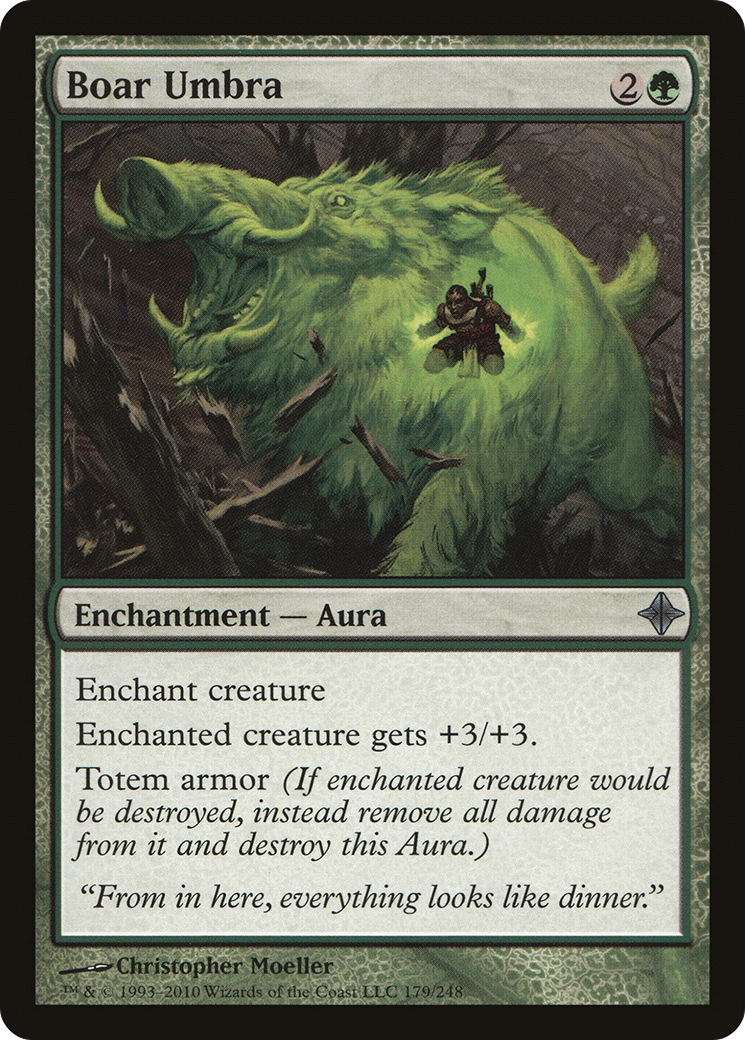 Boar Umbra 2
Enchantment — Aura
Enchant creature
Enchanted creature gets +3/+3.
Totem armor (If enchanted creature would
be destroyed, instead remove all damage
from it and destroy this Aura.)
“From in here, everything looks like dinner.”
Christopher Moeller
™ & © 1993–2010 Wizards of the Coast LLC 179/248